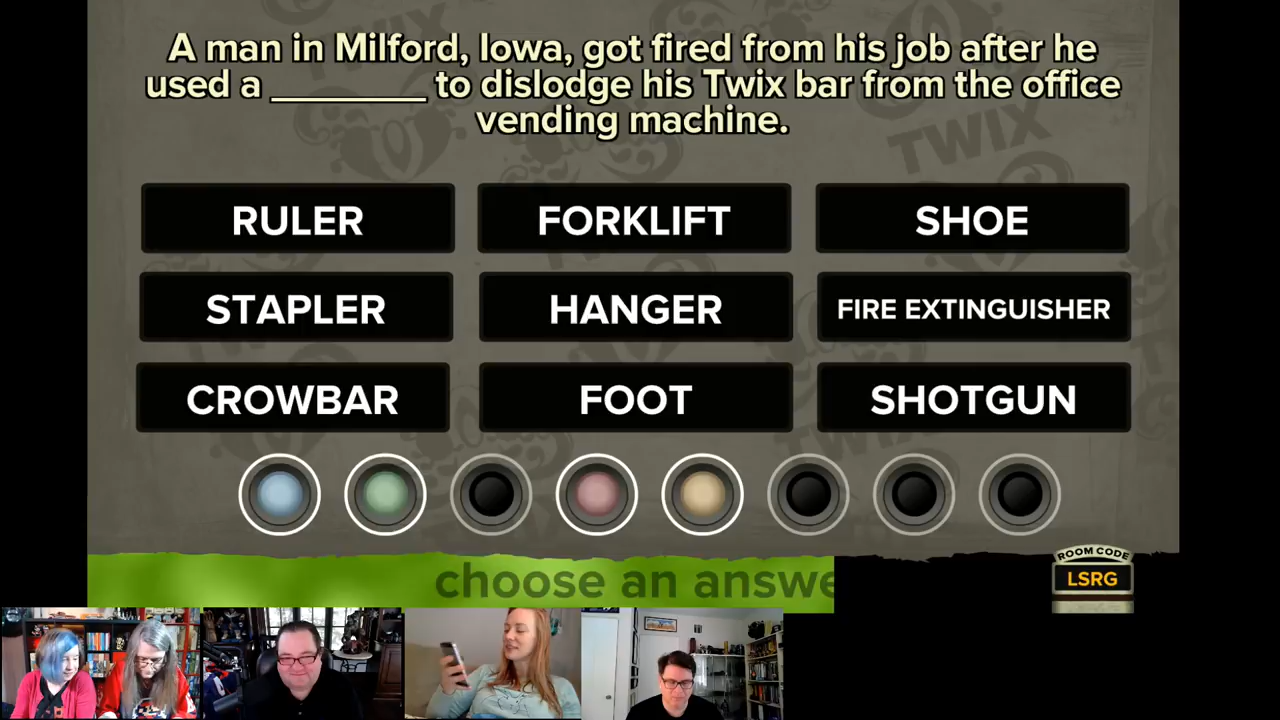 A man in Milford, Iowa, got fired from his job after he
used a _______ to dislodge his Twix bar from the office
vending machine.
TWIX
RULER
FORKLIFT
SHOE
STAPLER
HANGER
FIRE EXTINGUISHER
CROWBAR
FOOT
SHOTGUN
choose an answe
ROOM CODE
LSRG